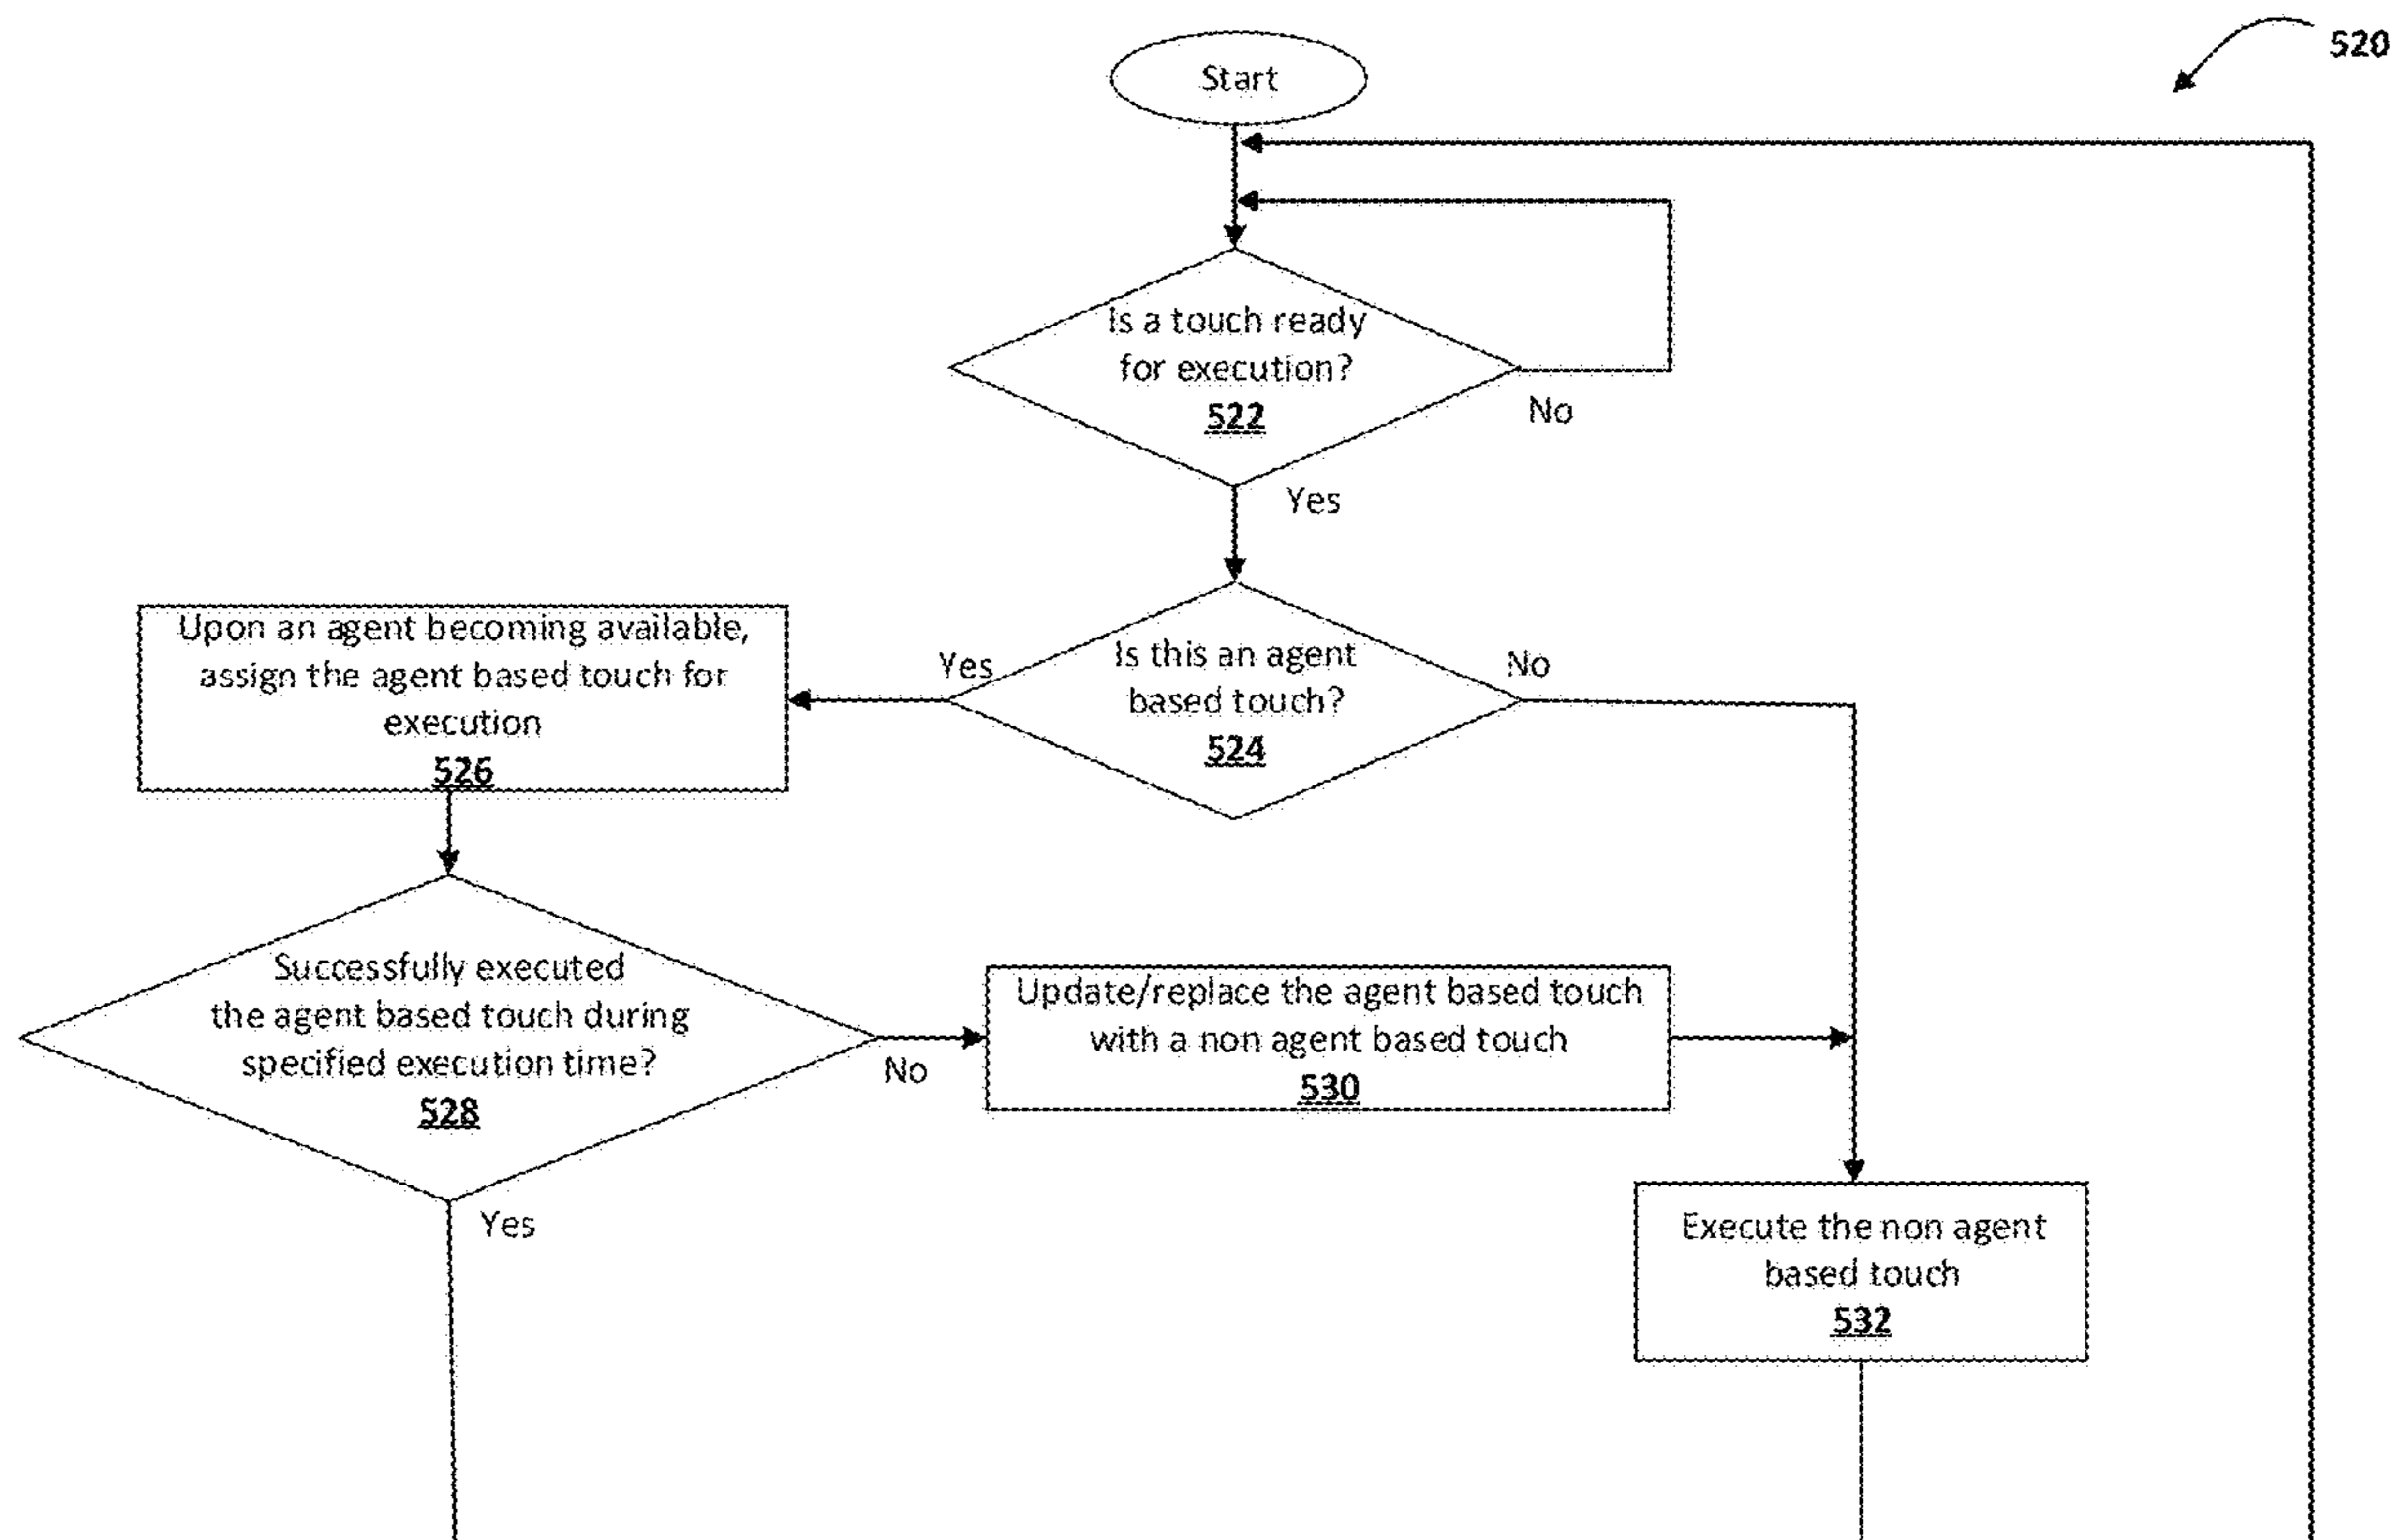 520
Start
Is a touch ready
for execution?
522
No
Yes
Upon an agent becoming available,
assign the agent based touch for
execution
526
Yes
Is this an agent
based touch?
524
No
Successfully executed
the agent based touch during
specified execution time?
528
No
Yes
Update/replace the agent based touch
with a non agent based touch
530
Execute the non agent
based touch
532